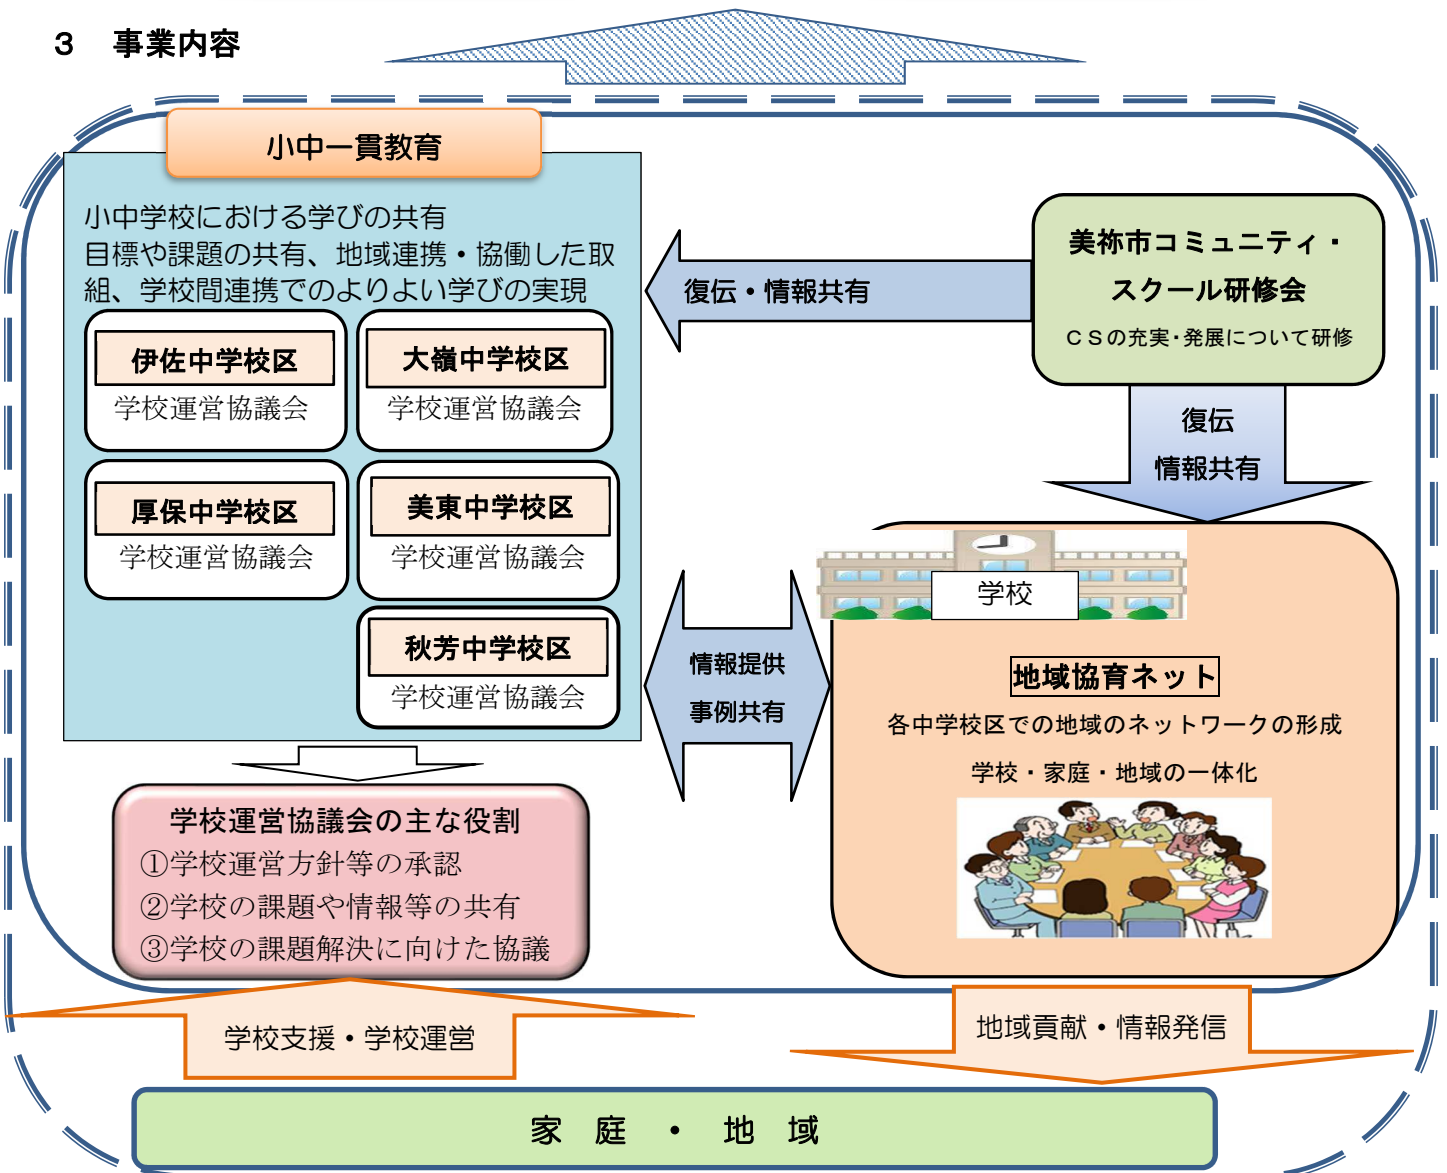 ３　事業内容
小中一貫教育
小中学校における学びの共有
目標や課題の共有、地域連携・協働した取
組、学校間連携でのよりよい学びの実現
伊佐中学校区
学校運営協議会
大嶺中学校区
学校運営協議会
厚保中学校区
学校運営協議会
美東中学校区
学校運営協議会
秋芳中学校区
学校運営協議会
復伝・情報共有
美祢市コミュニティ・
スクール研修会
ＣＳの充実・発展について研修
復伝
情報共有
情報提供
事例共有
学校
地域協育ネット
各中学校区での地域のネットワークの形成
学校・家庭・地域の一体化
学校運営協議会の主な役割
①学校運営方針等の承認
②学校の課題や情報等の共有
③学校の課題解決に向けた協議
学校支援・学校運営
地域貢献・情報発信
家　庭　・　地　域